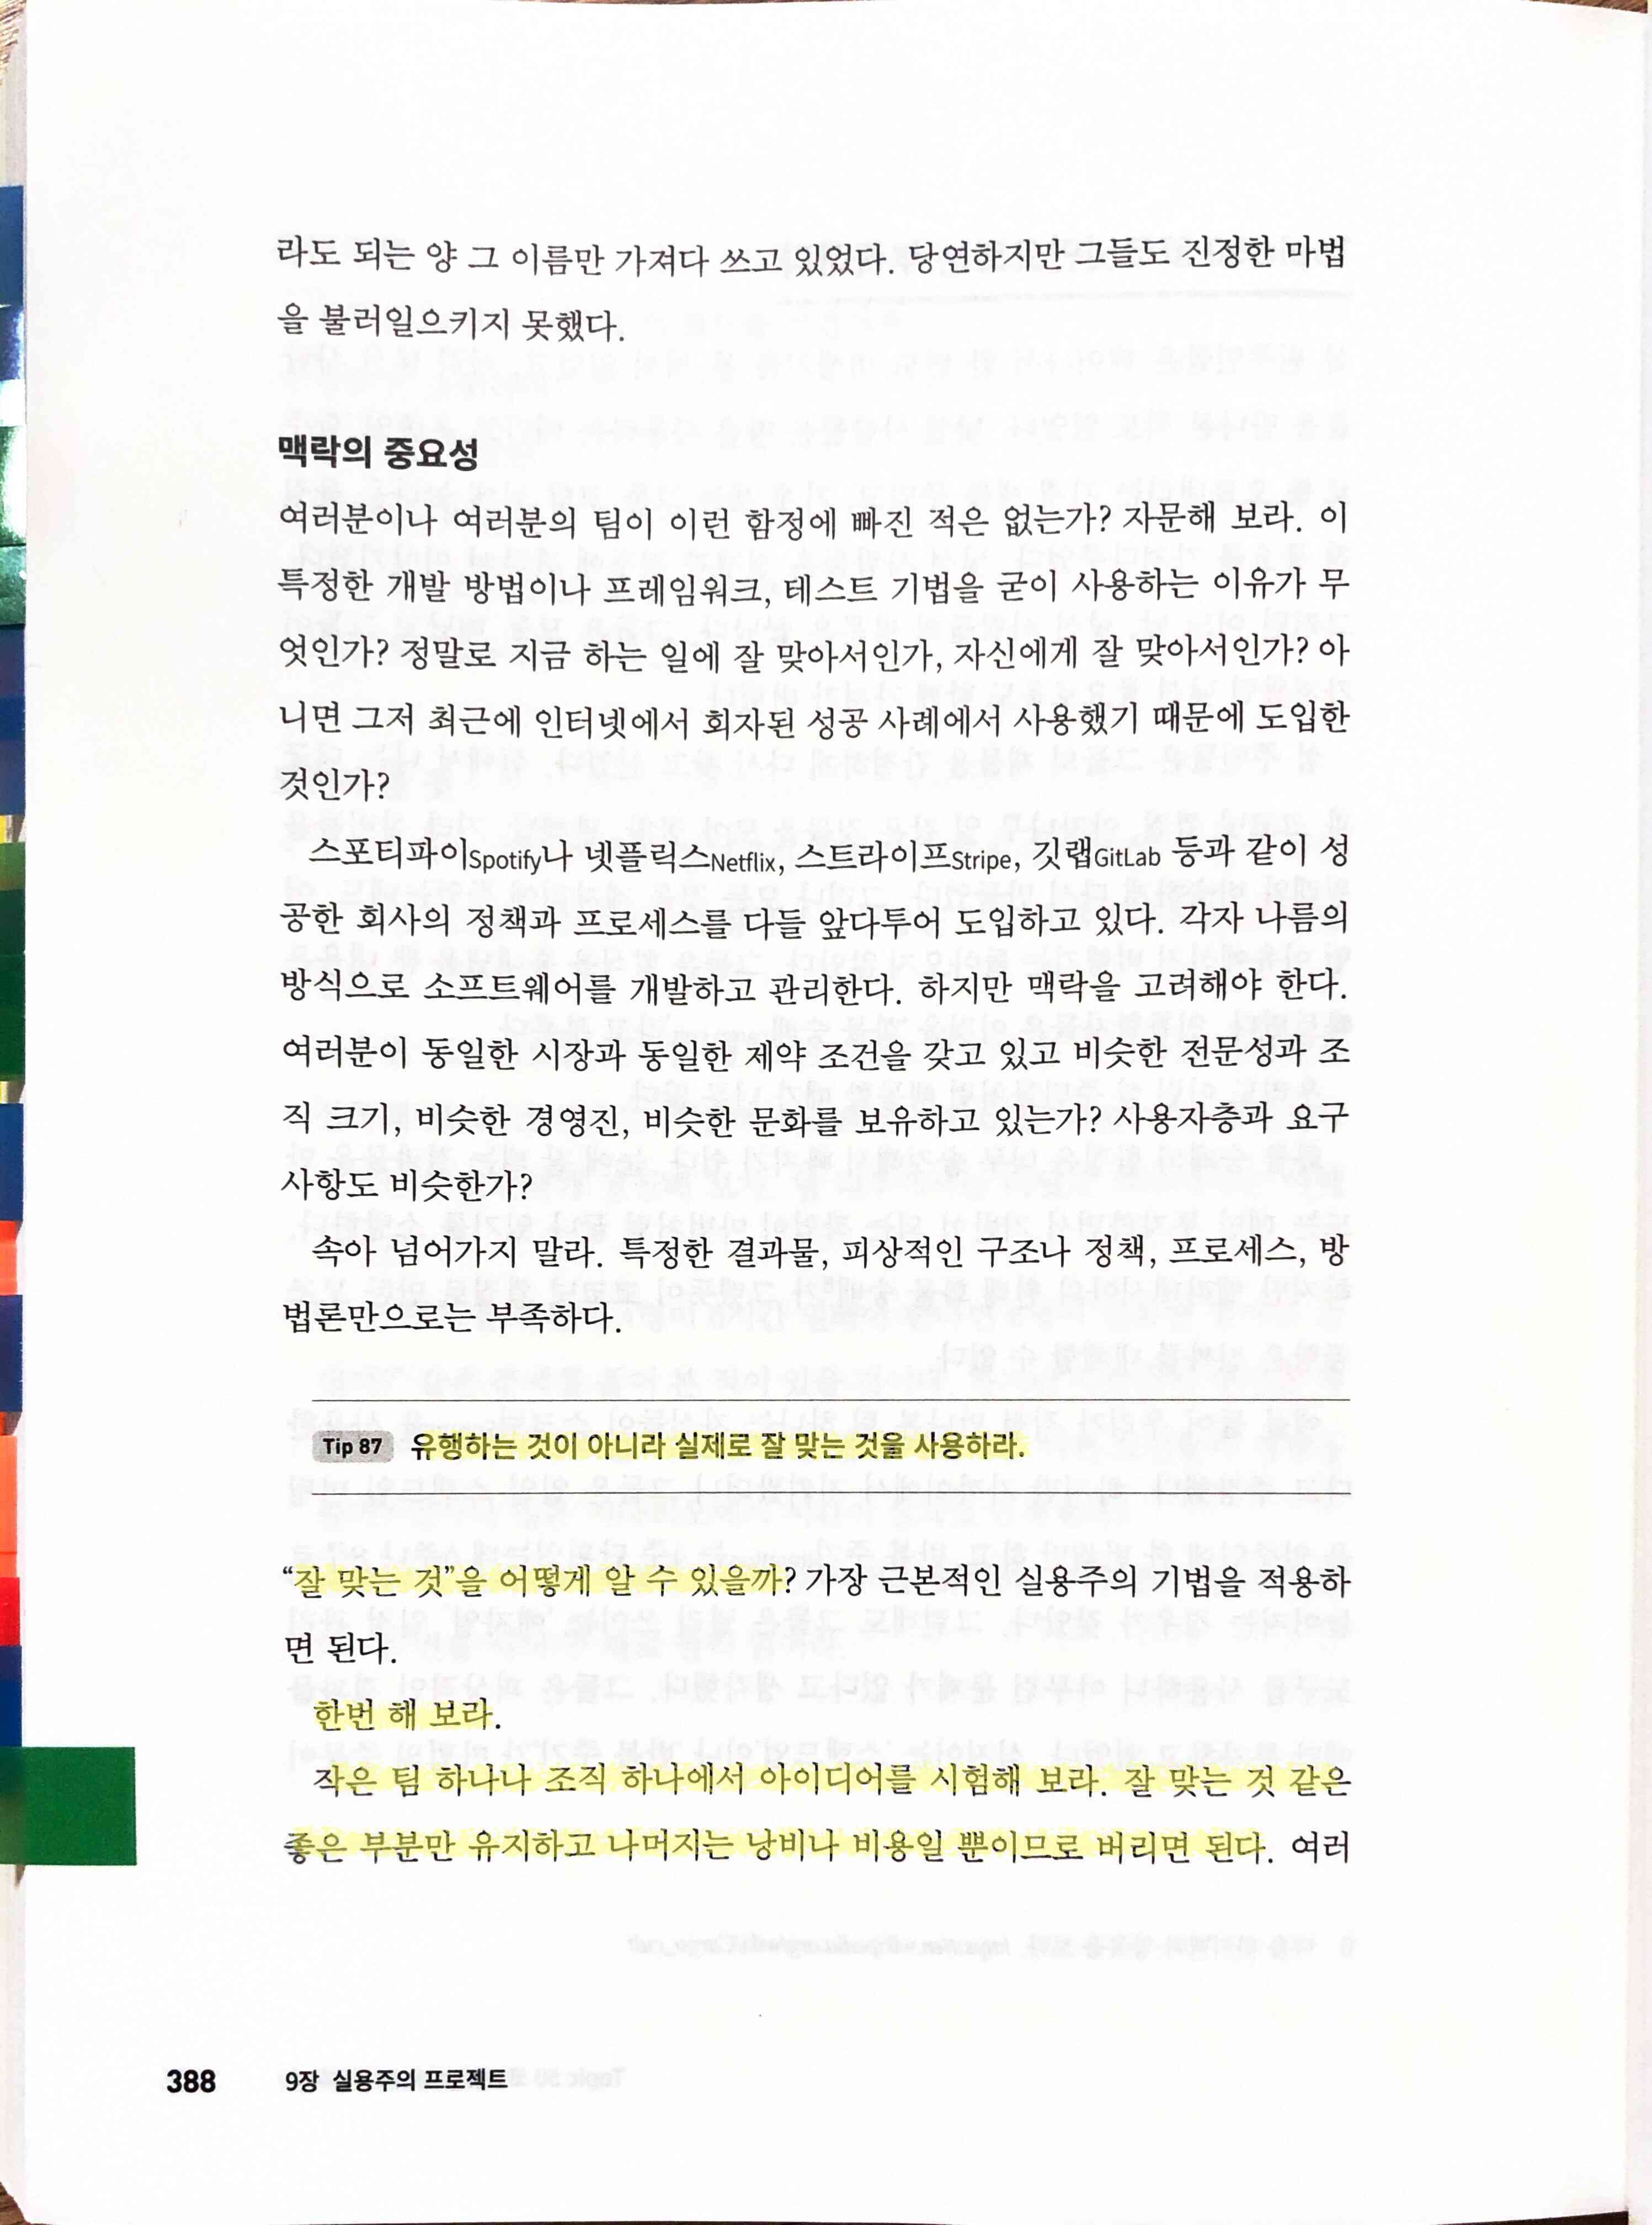 라도 되는 양 그 이름만 가져다 쓰고 있었다. 당연하지만 그들도 진정한 마법
을 불러일으키지 못했다.
맥락의 중요성
여러분이나 여러분의 팀이 이런 함정에 빠진 적은 없는가? 자문해 보라. 이
특정한 개발 방법이나 프레임워크, 테스트 기법을 굳이 사용하는 이유가 무
엇인가? 정말로 지금 하는 일에 잘 맞아서인가, 자신에게 잘 맞아서인가? 아
니면 그저 최근에 인터넷에서 회자된 성공 사례에서 사용했기 때문에 도입한
것인가?
스포티파이Spotify나 넷플릭스Netflix, 스트라이프Stripe, 깃랩GitLab 등과 같이 성
공한 회사의 정책과 프로세스를 다들 앞다투어 도입하고 있다. 각자 나름의
방식으로 소프트웨어를 개발하고 관리한다. 하지만 맥락을 고려해야 한다.
여러분이 동일한 시장과 동일한 제약 조건을 갖고 있고 비슷한 전문성과 조
직 크기, 비슷한 경영진, 비슷한 문화를 보유하고 있는가? 사용자층과 요구
사항도 비슷한가?
속아 넘어가지 말라. 특정한 결과물, 피상적인 구조나 정책, 프로세스, 방
법론만으로는 부족하다.
Tip 87 유행하는 것이 아니라 실제로 잘 맞는 것을 사용하라.
“잘 맞는 것”을 어떻게 알 수 있을까? 가장 근본적인 실용주의 기법을 적용하
면 된다.
한번 해 보라.
작은 팀 하나나 조직 하나에서 아이디어를 시험해 보라. 잘 맞는 것 같은
좋은 부분만 유지하고 나머지는 낭비나 비용일 뿐이므로 버리면 된다. 여러
388 9장 실용주의 프로젝트